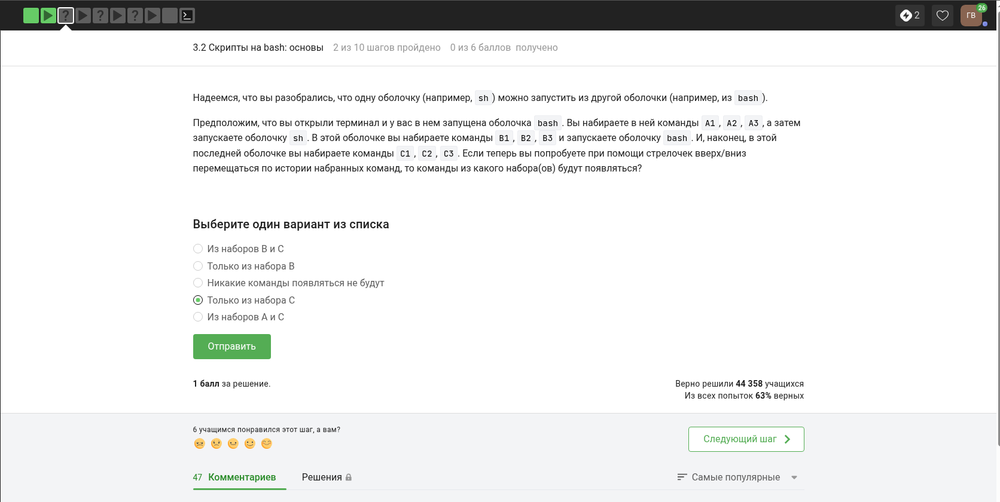 2
ГВ
26
3.2 Скрипты на bash: основы 2 из 10 шагов пройдено 0 из 6 баллов получено
Надеемся, что вы разобрались, что одну оболочку (например, sh ) можно запустить из другой оболочки (например, из bash ).
Предположим, что вы открыли терминал и у вас в нем запущена оболочка bash . Вы набираете в ней команды A1 , A2 , A3 , а затем
запускаете оболочку sh . В этой оболочке вы набираете команды B1 , B2 , B3 и запускаете оболочку bash . И, наконец, в этой
последней оболочке вы набираете команды C1 , C2 , C3 . Если теперь вы попробуете при помощи стрелочек вверх/вниз
перемещаться по истории набранных команд, то команды из какого набора(ов) будут появляться?
Выберите один вариант из списка
Из наборов B и C
Только из набора B
Никакие команды появляться не будут
Только из набора C
Из наборов A и C
Отправить
1 балл за решение.
Верно решили 44 358 учащихся
Из всех попыток 63% верных
6 учащимся понравился этот шаг, а вам?
Следующий шаг
47 Комментариев Решения Самые популярные